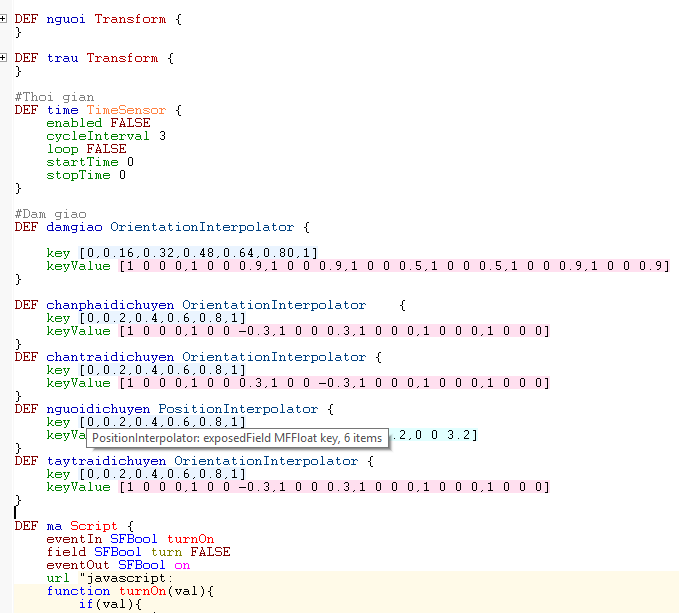 DEF nguoi Transform {
}
DEF trau Transform {
}
#Thoi gian
DEF time TimeSensor {
enabled FALSE
cycleInterval 3
loop FALSE
startTime 0
stopTime 0
}
#Dam giao
DEF damgiao OrientationInterpolator {
key [0,0.16,0.32,0.48,0.64,0.80,1]
keyValue [1 0 0 0,1 0 0 0.9,1 0 0 0.9,1 0 0 0.5,1 0 0 0.5,1 0 0 0.9,1 0 0 0.9]
}
DEF chanphaidichuyen OrientationInterpolator {
key [0,0.2,0.4,0.6,0.8,1]
keyValue [1 0 0 0,1 0 0 -0.3,1 0 0 0.3,1 0 0 0,1 0 0 0,1 0 0 0]
}
DEF chantraidichuyen OrientationInterpolator {
key [0,0.2,0.4,0.6,0.8,1]
keyValue [1 0 0 0,1 0 0 0.3,1 0 0 -0.3,1 0 0 0,1 0 0 0,1 0 0 0]
}
DEF nguoidichuyen PositionInterpolator {
key [0,0.2,0.4,0.6,0.8,1]
keyVa PositionInterpolator: exposedField MFFloat key, 6 items .2,0 0 3.2]
}
DEF taytraidichuyen OrientationInterpolator {
key [0,0.2,0.4,0.6,0.8,1]
keyValue [1 0 0 0,1 0 0 -0.3,1 0 0 0.3,1 0 0 0,1 0 0 0,1 0 0 0]
}
DEF ma Script {
eventIn SFBool turnOn
field SFBool turn FALSE
eventOut SFBool on
url "javascript:
function turnOn(val){
if(val){